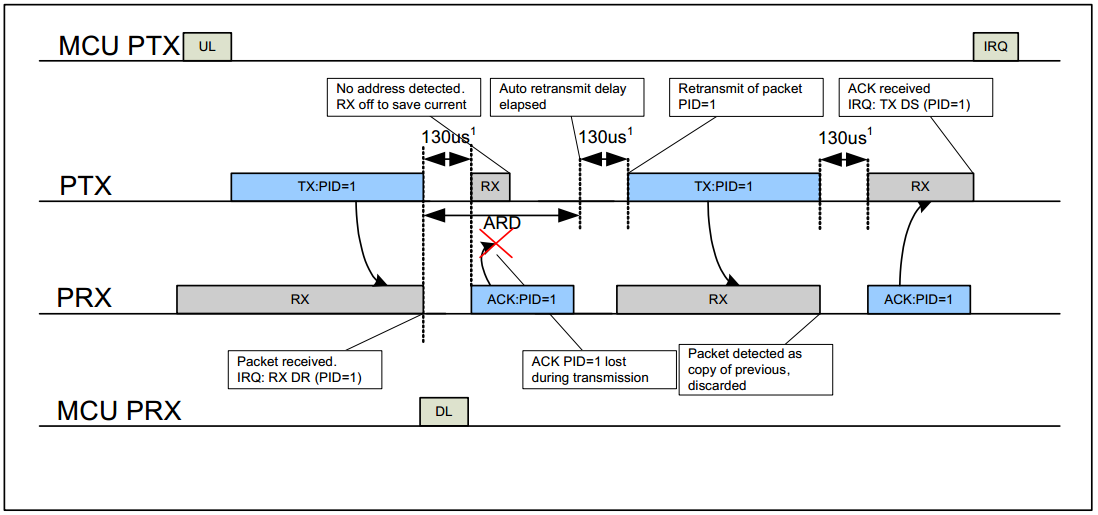 MCU PTX
UL
IRQ
No address detected.
RX off to save current
Auto retransmit delay
elapsed
Retransmit of packet
PID=1
ACK received
IRQ: TX DS (PID=1)
130us1
130us1
130us1
PTX
TX:PID=1
RX
TX:PID=1
RX
ARD
PRX
RX
ACK:PID=1
RX
ACK:PID=1
Packet received.
IRQ: RX DR (PID=1)
ACK PID=1 lost
during transmission
Packet detected as
copy of previous,
discarded
MCU PRX
DL